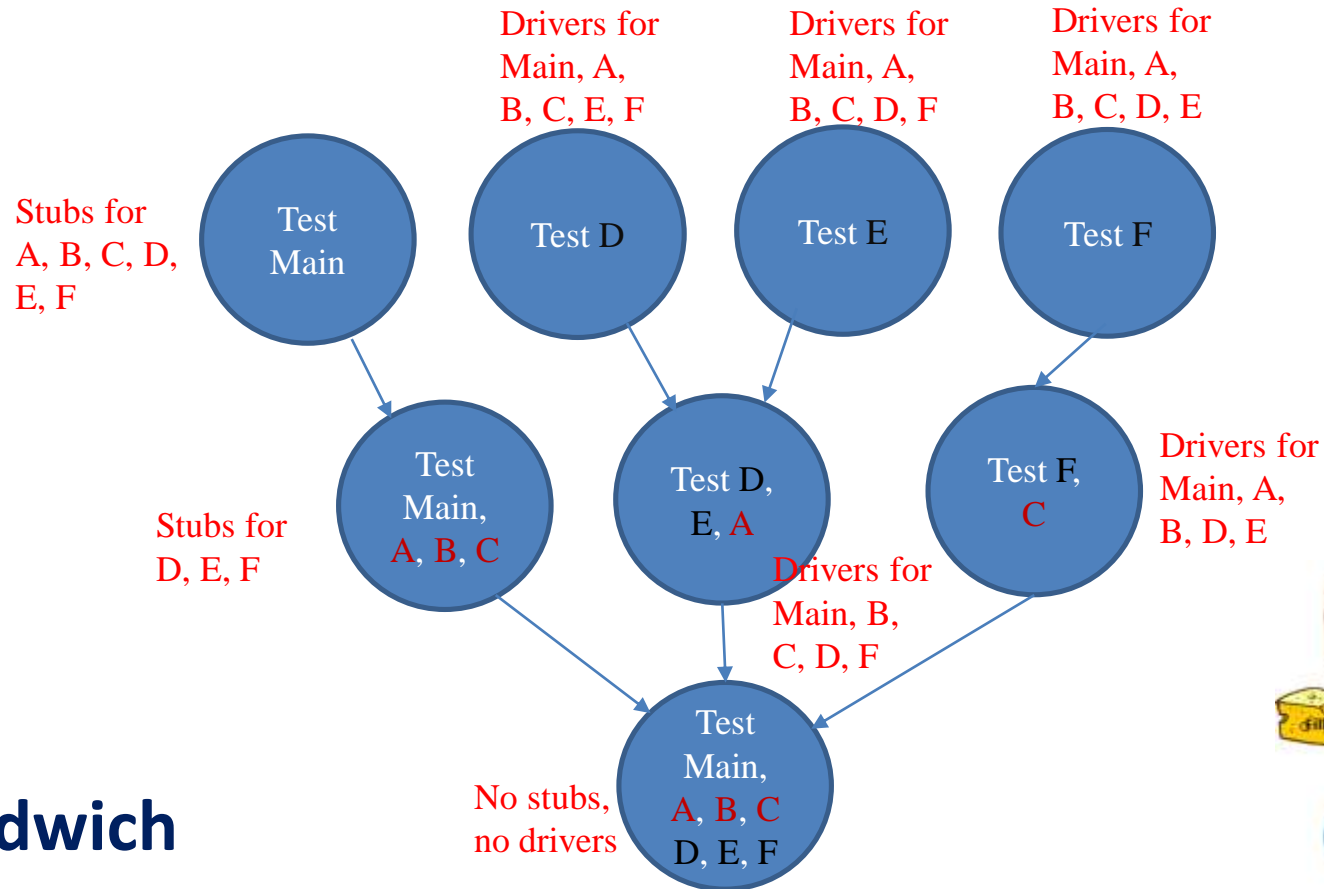 Drivers for
Main, A,
B, C, E, F
Drivers for
Main, A,
B, C, D, F
Drivers for
Main, A,
B, C, D, E
Stubs for
A, B, C, D,
E, F
Test
Main
Test D
Test E
Test F
Stubs for
D, E, F
Test
Main,
A, B, C
Test D,
E, A
Drivers for
Main, B,
C, D, F
Test F,
C
Drivers for
Main, A,
B, D, E
No stubs,
no drivers
Test
Main,
A, B, C
D, E, F
dwich